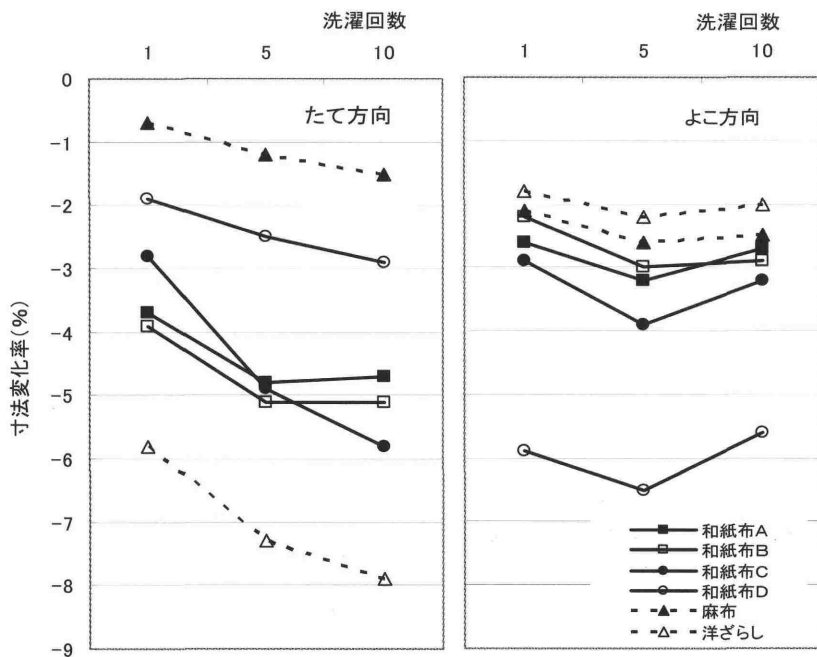 洗濯回数
洗濯回数
1 5 10
1 5 10
0
-1
-2
-3
-4
-5
-6
-7
-8
-9
寸法変化率(%)
たて方向
よこ方向
和紙布A
和紙布B
和紙布C
和紙布D
麻布
洋ざらし